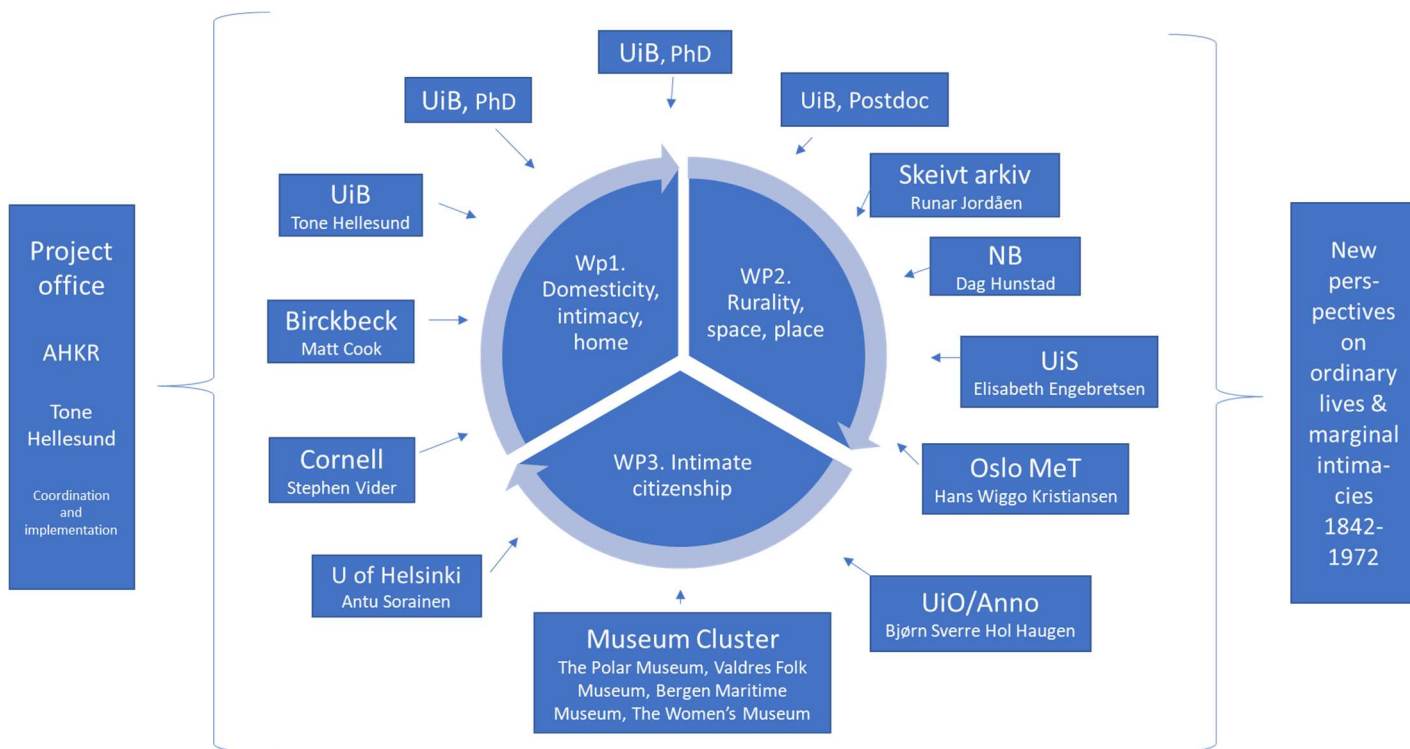 Project
office
AHKR
Tone
Hellesund
Coordination
and
implementation
UiB, PhD
UiB, PhD
UiB, Postdoc
UiB
Tone Hellesund
Birckbeck
Matt Cook
Cornell
Stephen Vider
U of Helsinki
Antu Sorainen
Museum Cluster
The Polar Museum, Valdres Folk
Museum, Bergen Maritime
Museum, The Women's Museum
Wp1.
Domesticity,
intimacy,
home
WP2.
Rurality,
space, place
WP3. Intimate
citizenship
Skeivt arkiv
Runar Jordåen
NB
Dag Hunstad
UiS
Elisabeth Engebretsen
Oslo MeT
Hans Wiggo Kristiansen
UiO/Anno
Bjørn Sverre Hol Haugen
New
pers-
pectives
on
ordinary
lives &
marginal
intima-
cies
1842-
1972